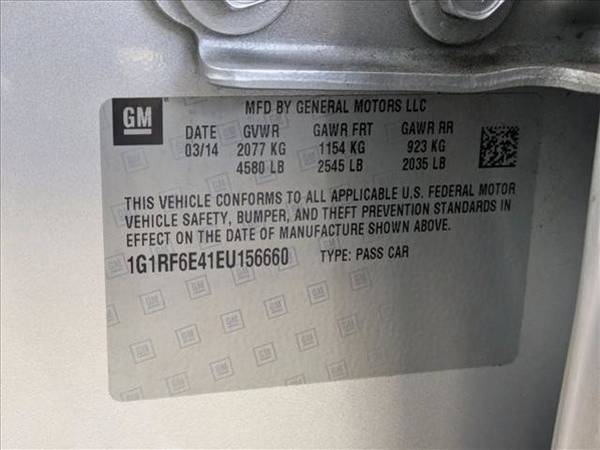 GM
MFD BY GENERAL MOTORS LLC
DATE GVWR GAWR FRT GAWR RR
03/14 2077 KG 1154 KG 923 KG
4580 LB 2545 LB 2035 LB
THIS VEHICLE CONFORMS TO ALL APPLICABLE U.S. FEDERAL MOTOR
VEHICLE SAFETY, BUMPER, AND THEFT PREVENTION STANDARDS IN
EFFECT ON THE DATE OF MANUFACTURE SHOWN ABOVE.
1G1RF6E41EU156660 TYPE: PASS CAR